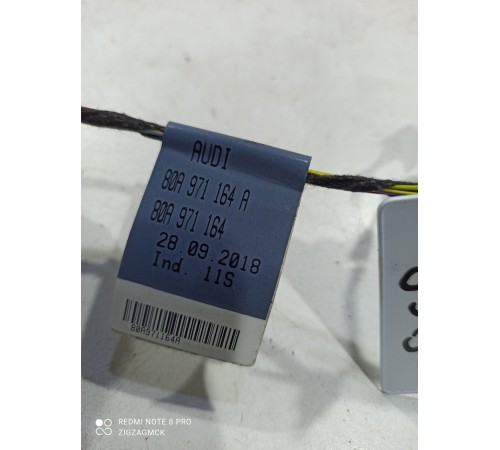 AUDI
80A 971 164 A
80A 971 164
28.09.2018
Ind. 11S
80A971164A
REDMI NOTE 8 PRO
ZIGZAGMCK